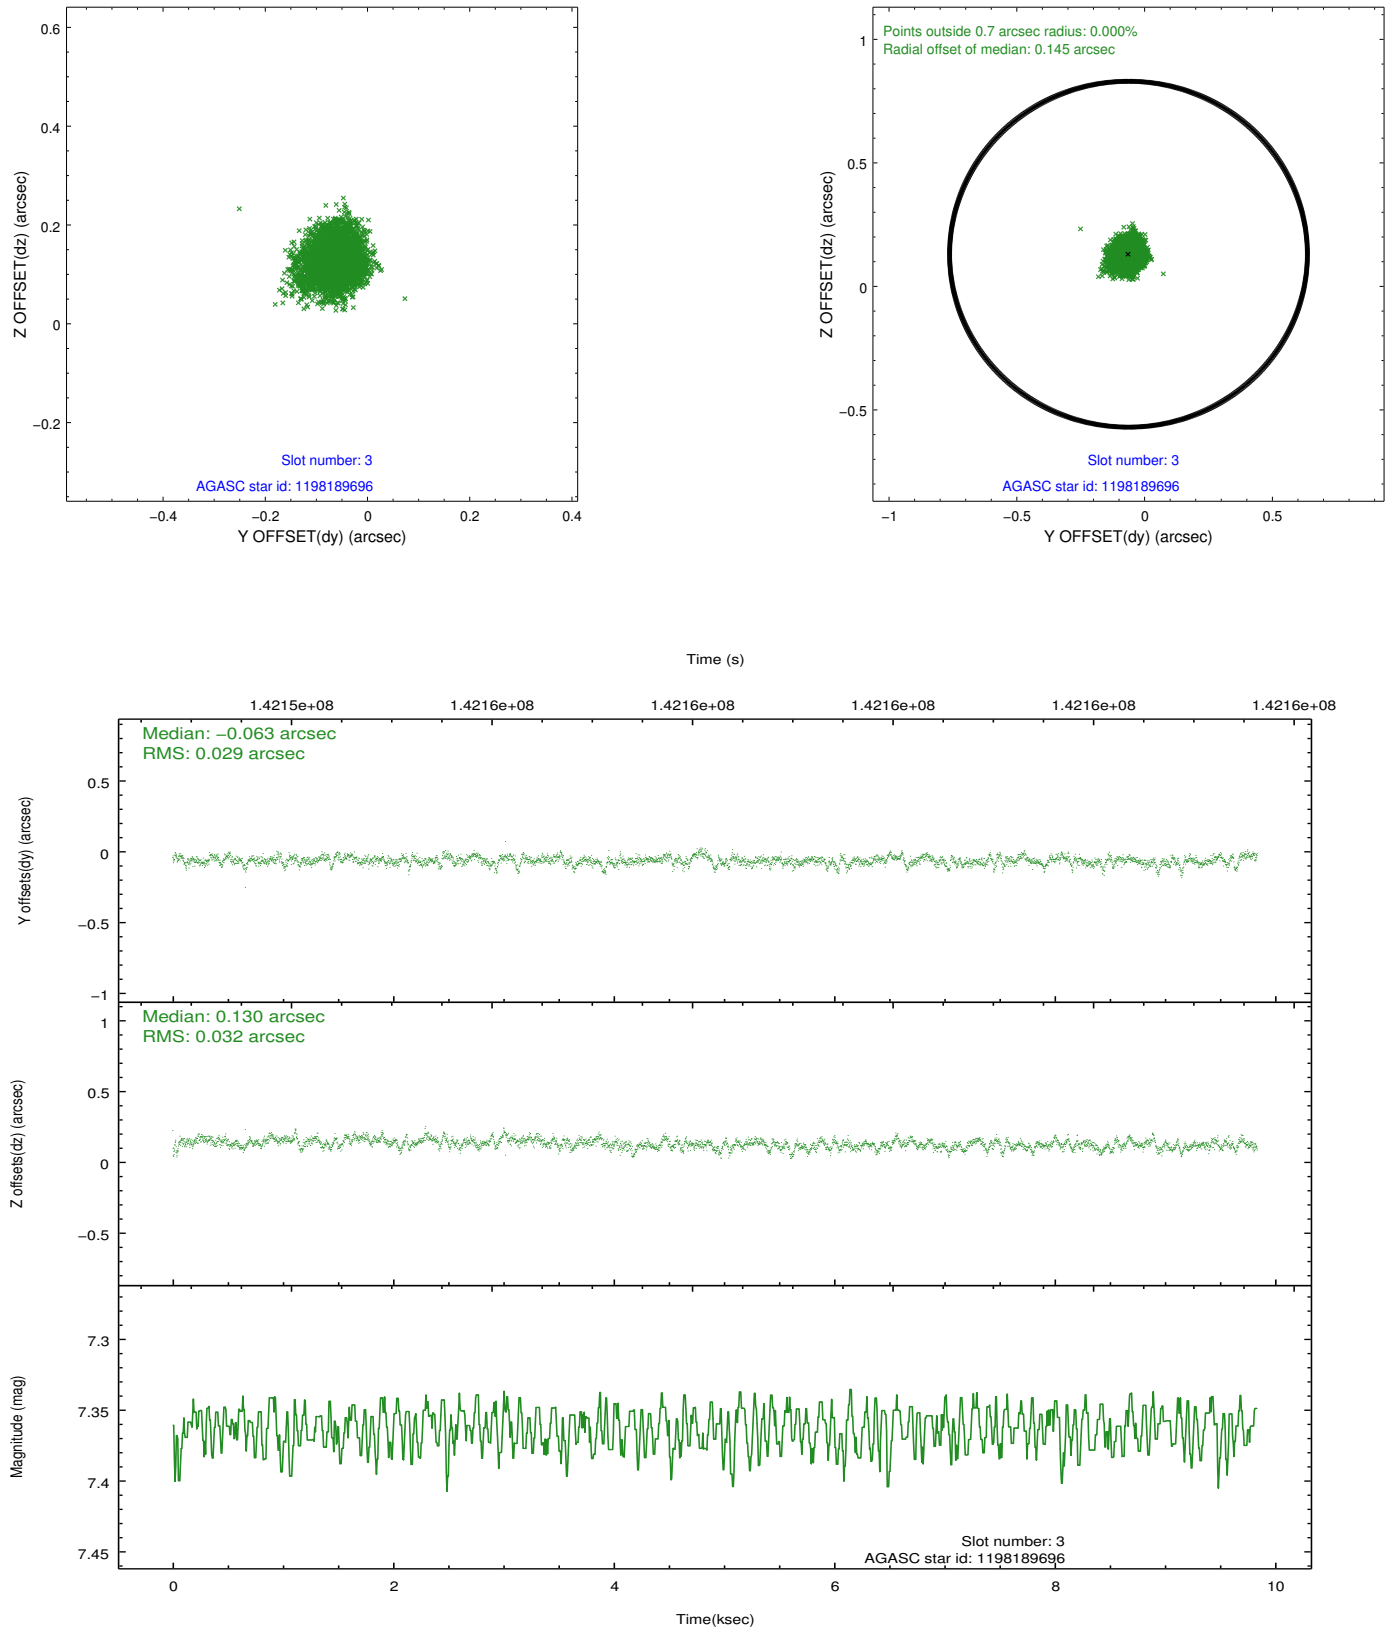 0.6
0.4
0.2
0
−0.2
Z OFFSET(dz) (arcsec)
Slot number: 3
AGASC star id: 1198189696
−0.4
−0.2
0
0.2
0.4
Y OFFSET(dy) (arcsec)
Points outside 0.7 arcsec radius: 0.000%
Radial offset of median: 0.145 arcsec
1
0.5
0
−0.5
Z OFFSET(dz) (arcsec)
Slot number: 3
AGASC star id: 1198189696
−1
−0.5
0
0.5
Y OFFSET(dy) (arcsec)
Time (s)
1.4215e+08
1.4216e+08
1.4216e+08
1.4216e+08
1.4216e+08
1.4216e+08
Median: −0.063 arcsec
RMS: 0.029 arcsec
0.5
0
−0.5
−1
Y offsets(dy) (arcsec)
Median: 0.130 arcsec
RMS: 0.032 arcsec
1
0.5
0
−0.5
Z offsets(dz) (arcsec)
7.3
7.35
7.4
7.45
Magnitude (mag)
Slot number: 3
AGASC star id: 1198189696
0
2
4
6
8
10
Time(ksec)